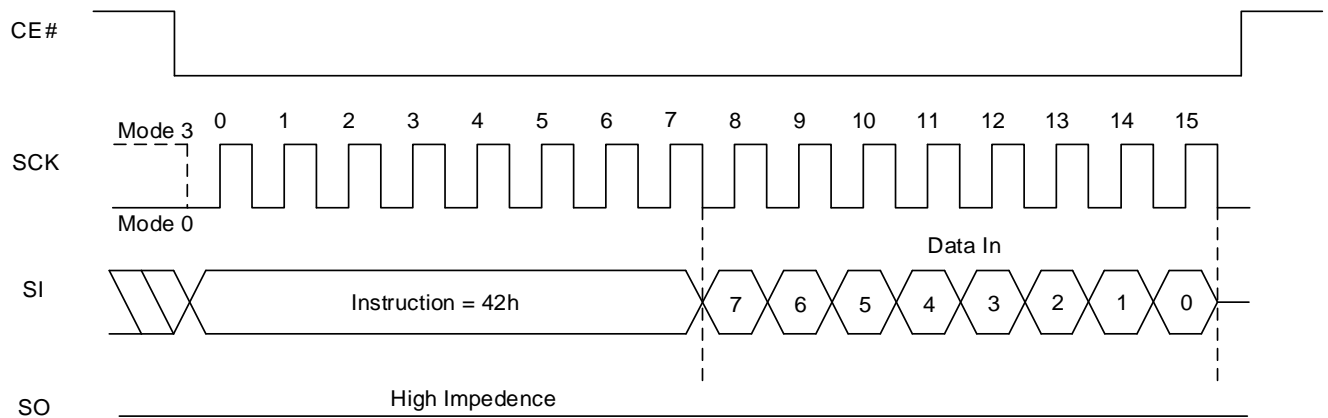 CE#
Mode 3 0 1 2 3 4 5 6 7 8 9 10 11 12 13 14 15
SCK
Mode 0
Data In
SI Instruction = 42h 7 6 5 4 3 2 1 0
High Impedence
SO